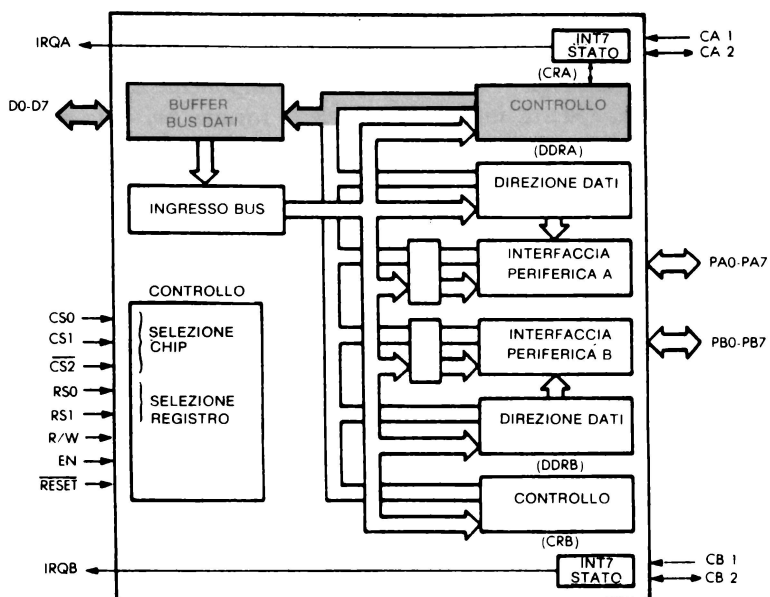 IRQA
INT7
STATO
CA 1
CA 2
(CRA)
D0-D7
BUFFER
BUS DATI
CONTROLLO
(DDRA)
INGRESSO BUS
DIREZIONE DATI
INTERFACCIA
PERIFERICA A
PA0-PA7
CONTROLLO
CS0
CS1
CS2
RS0
RS1
R/W
EN
RESET
SELEZIONE
CHIP
SELEZIONE
REGISTRO
INTERFACCIA
PERIFERICA B
PB0-PB7
DIREZIONE DATI
(DDRB)
CONTROLLO
(CRB)
IRQB
INT7
STATO
CB 1
CB 2